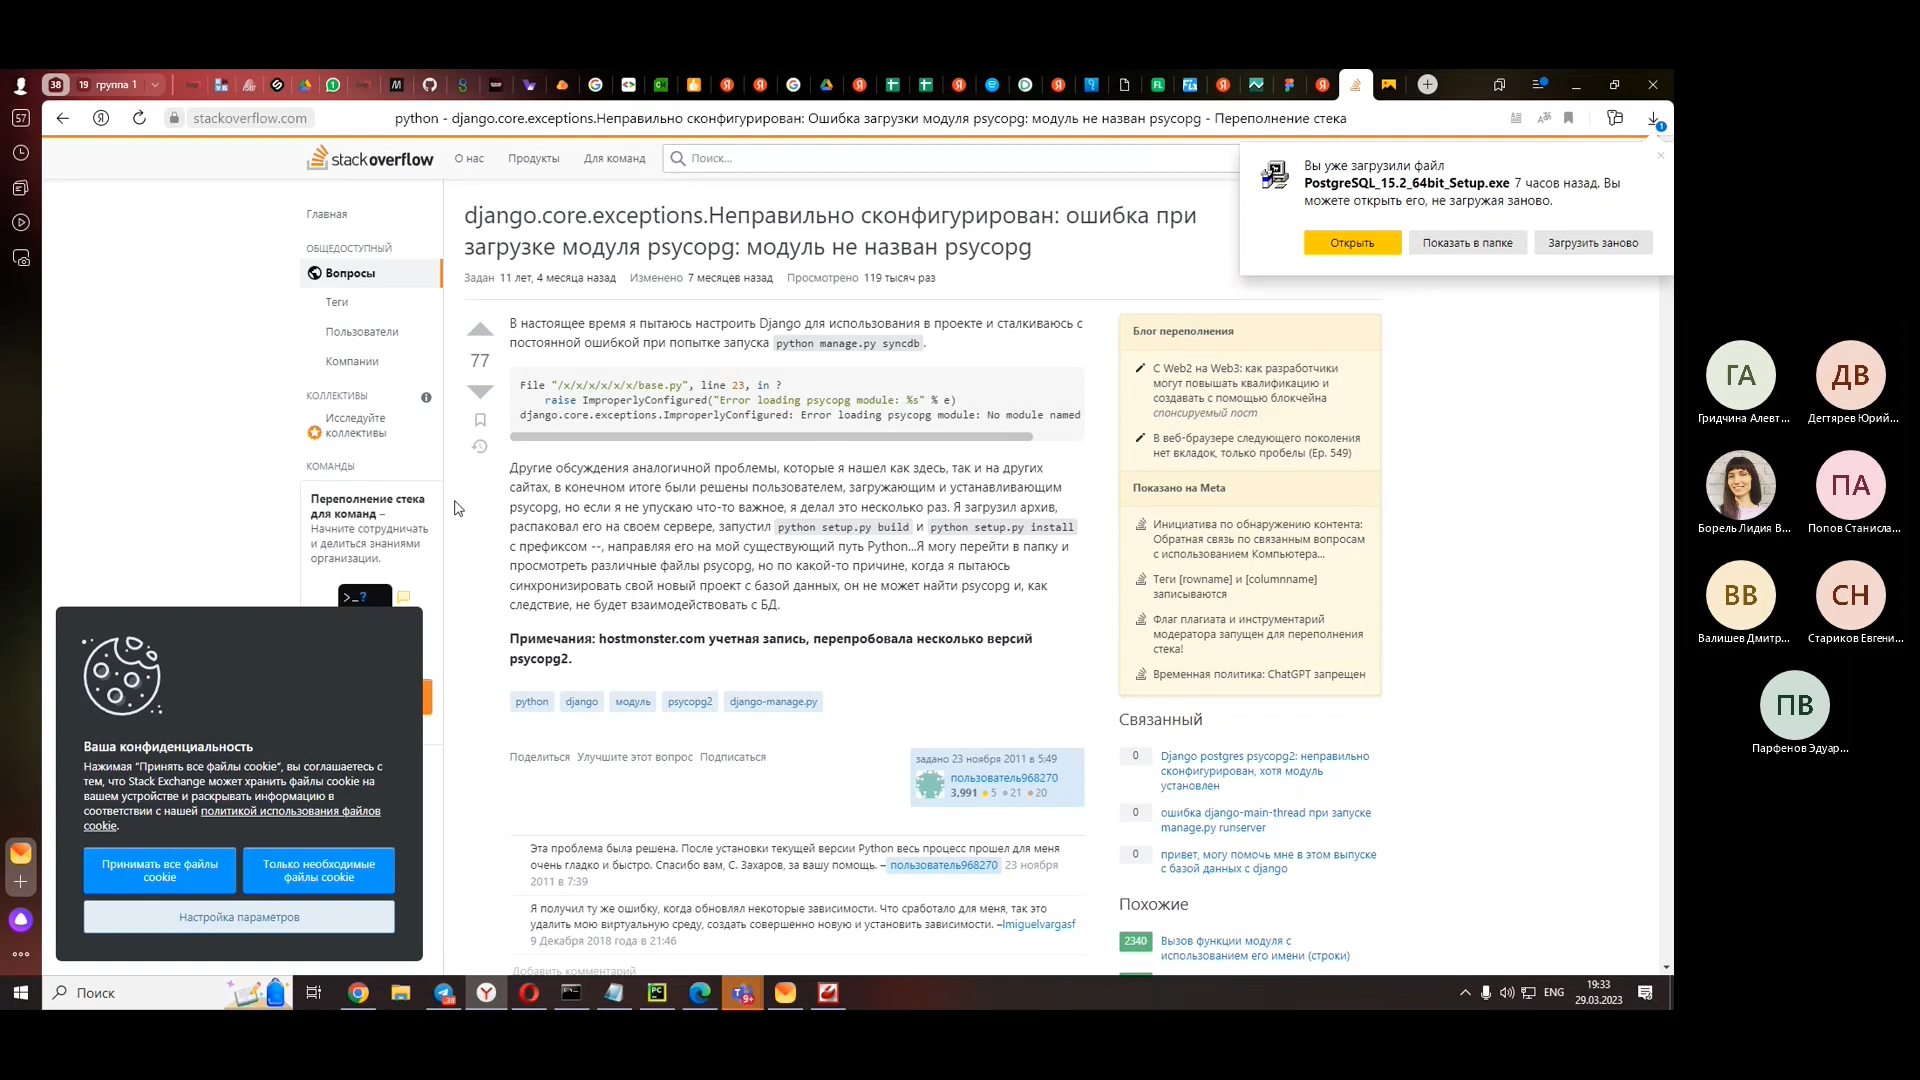 38
19 группа 1
57
stackoverflow.com
python - django.core.exceptions.Неправильно сконфигурирован: Ошибка загрузки модуля psycopg: модуль не назван psycopg - Переполнение стека
1
stackoverflow
О нас
Продукты
Для команд
Поиск...
Вы уже загрузили файл
PostgreSQL_15.2_64bit_Setup.exe 7 часов назад. Вы
можете открыть его, не загружая заново.
Открыть
Показать в папке
Загрузить заново
Главная
ОБЩЕДОСТУПНЫЙ
Вопросы
Теги
Пользователи
Компании
КОЛЛЕКТИВЫ
Исследуйте
коллективы
КОМАНДЫ
Переполнение стека
для команд –
Начните сотрудничать
и делиться знаниями
организации.
>_?
django.core.exceptions.Неправильно сконфигурирован: ошибка при
загрузке модуля psycopg: модуль не назван psycopg
Задан 11 лет, 4 месяца назад Изменено 7 месяцев назад Просмотрено 119 тысяч раз
77
В настоящее время я пытаюсь настроить Django для использования в проекте и сталкиваюсь с
постоянной ошибкой при попытке запуска python manage.py syncdb.
File "/x/x/x/x/x/x/base.py", line 23, in ?
raise ImproperlyConfigured("Error loading psycopg module: %s" % e)
django.core.exceptions.ImproperlyConfigured: Error loading psycopg module: No module named
Другие обсуждения аналогичной проблемы, которые я нашел как здесь, так и на других
сайтах, в конечном итоге были решены пользователем, загружающим и устанавливающим
psycopg, но если я не упускаю что-то важное, я делал это несколько раз. Я загрузил архив,
распаковал его на своем сервере, запустил python setup.py build и python setup.py install
с префиксом --, направляя его на мой существующий путь Python...Я могу перейти в папку и
просмотреть различные файлы psycopg, но по какой-то причине, когда я пытаюсь
синхронизировать свой новый проект с базой данных, он не может найти psycopg и, как
следствие, не будет взаимодействовать с БД.
Примечания: hostmonster.com учетная запись, перепробовала несколько версий
psycopg2.
python
django
модуль
psycopg2
django-manage.py
Поделиться Улучшите этот вопрос Подписаться
задано 23 ноября 2011 в 5:49
пользователь968270
3,991 5 21 20
Эта проблема была решена. После установки текущей версии Python весь процесс прошел для меня
очень гладко и быстро. Спасибо вам, С. Захаров, за вашу помощь. – пользователь968270 23 ноября
2011 в 7:39
Я получил ту же ошибку, когда обновлял некоторые зависимости. Что сработало для меня, так это
удалить мою виртуальную среду, создать совершенно новую и установить зависимости. –lmiguelvargasf
9 Декабря 2018 года в 21:46
Добавить комментарий
Блог переполнения
С Web2 на Web3: как разработчики
могут повышать квалификацию и
создавать с помощью блокчейна
спонсируемый пост
В веб-браузере следующего поколения
нет вкладок, только пробелы (Ep. 549)
Показано на Meta
Инициатива по обнаружению контента:
Обратная связь по связанным вопросам
с использованием Компьютера...
Теги [rowname] и [columnname]
записываются
Флаг плагиата и инструментарий
модератора запущен для переполнения
стека!
Временная политика: ChatGPT запрещен
Связанный
0 Django postgres psycopg2: неправильно
сконфигурирован, хотя модуль
установлен
0 ошибка django-main-thread при запуске
manage.py runserver
0 привет, могу помочь мне в этом выпуске
с базой данных с django
Похожие
2340 Вызов функции модуля с
использованием его имени (строки)
Ваша конфиденциальность
Нажимая “Принять все файлы cookie”, вы соглашаетесь с
тем, что Stack Exchange может хранить файлы cookie на
вашем устройстве и раскрывать информацию в
соответствии с нашей политикой использования файлов
cookie.
Принимать все файлы
cookie
Только необходимые
файлы cookie
Настройка параметров
ГА
Гридчина Алевт...
ДВ
Дегтярев Юрий...
Борель Лидия В...
ПА
Попов Станисла...
ВВ
Валишев Дмитр...
СН
Стариков Евгени...
ПВ
Парфенов Эдуар...
Поиск
38
9+
ENG
19:33
29.03.2023